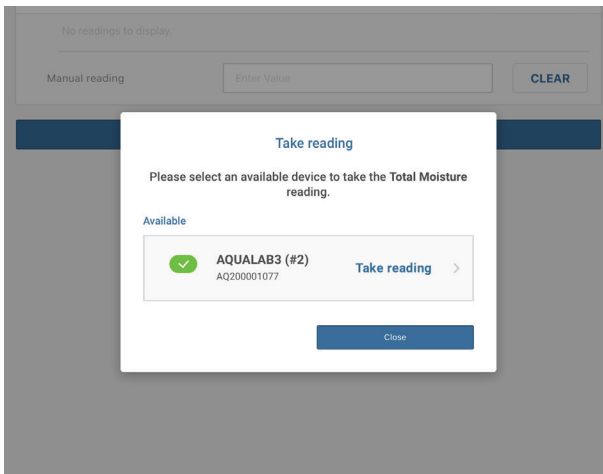 No readings to display.
Manual reading
Enter Value
CLEAR
Take reading
Please select an available device to take the Total Moisture
reading.
Available
AQUALAB3 (#2)
AQ200001077
Take reading
Close